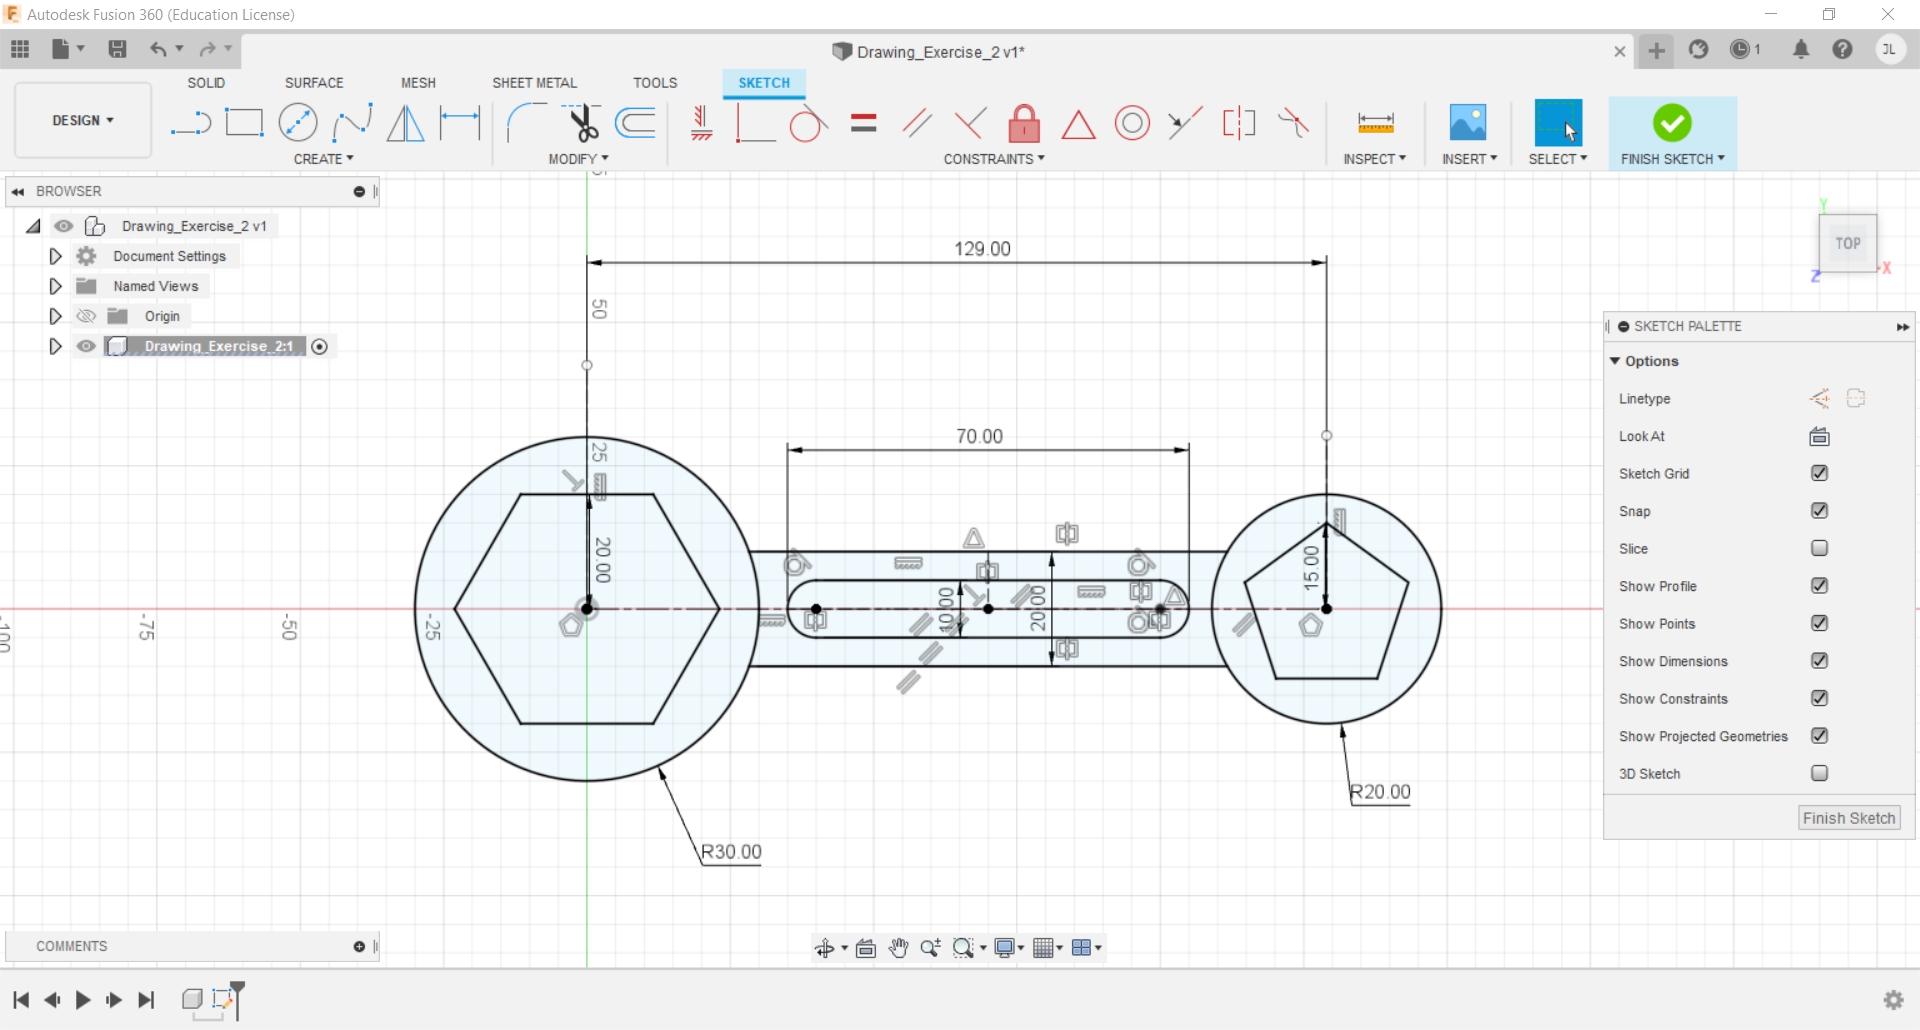 Autodesk Fusion 360 (Education License)
Drawing_Exercise_2 v1*
1
JL
SOLID
SURFACE
MESH
SHEET METAL
TOOLS
SKETCH
DESIGN
CREATE
MODIFY
CONSTRAINTS
INSPECT
INSERT
SELECT
FINISH SKETCH
BROWSER
Drawing_Exercise_2 v1
Document Settings
Named Views
Origin
Drawing_Exercise_2:1
129.00
50
70.00
25
20.00
10.00
20.00
15.00
-100
-75
-50
-25
R20.00
R30.00
TOP
Y
X
Z
SKETCH PALETTE
Options
Linetype
Look At
Sketch Grid
Snap
Slice
Show Profile
Show Points
Show Dimensions
Show Constraints
Show Projected Geometries
3D Sketch
Finish Sketch
COMMENTS